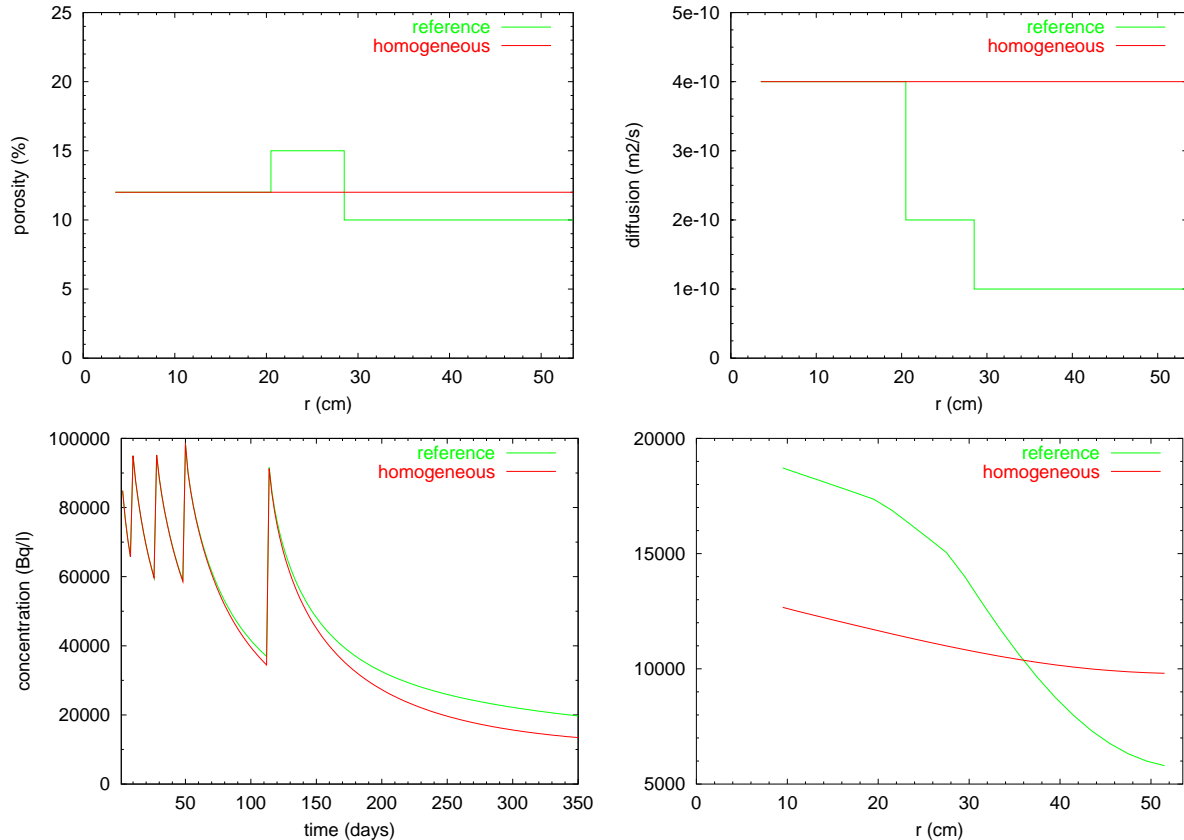 25
20
15
10
5
0
porosity (%)
reference
homogeneous
0 10 20 30 40 50
r (cm)
5e-10
4e-10
3e-10
2e-10
1e-10
0
diffusion (m2/s)
reference
homogeneous
0 10 20 30 40 50
r (cm)
100000
80000
60000
40000
20000
0
concentration (Bq/l)
reference
homogeneous
50 100 150 200 250 300 350
time (days)
20000
15000
10000
5000
reference
homogeneous
0 10 20 30 40 50
r (cm)